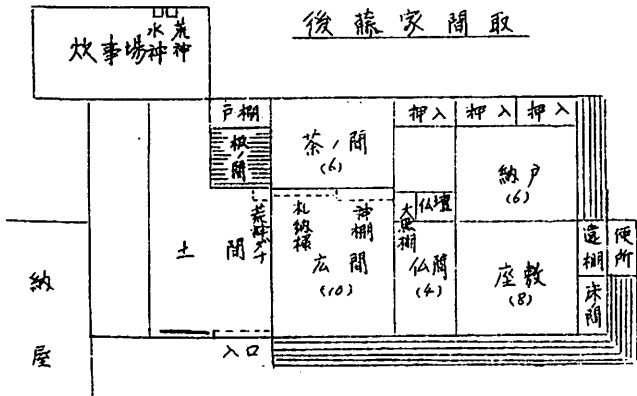 後藤家間取
荒神
水神
炊事場
戸棚
板ノ間
茶ノ間
(6)
押入
押入
押入
納戸
(6)
仏壇
大黒棚
荒神ダナ
札納様
神棚
土間
広間
(10)
仏間
(4)
座敷
(8)
違棚
便所
床間
納屋
入口